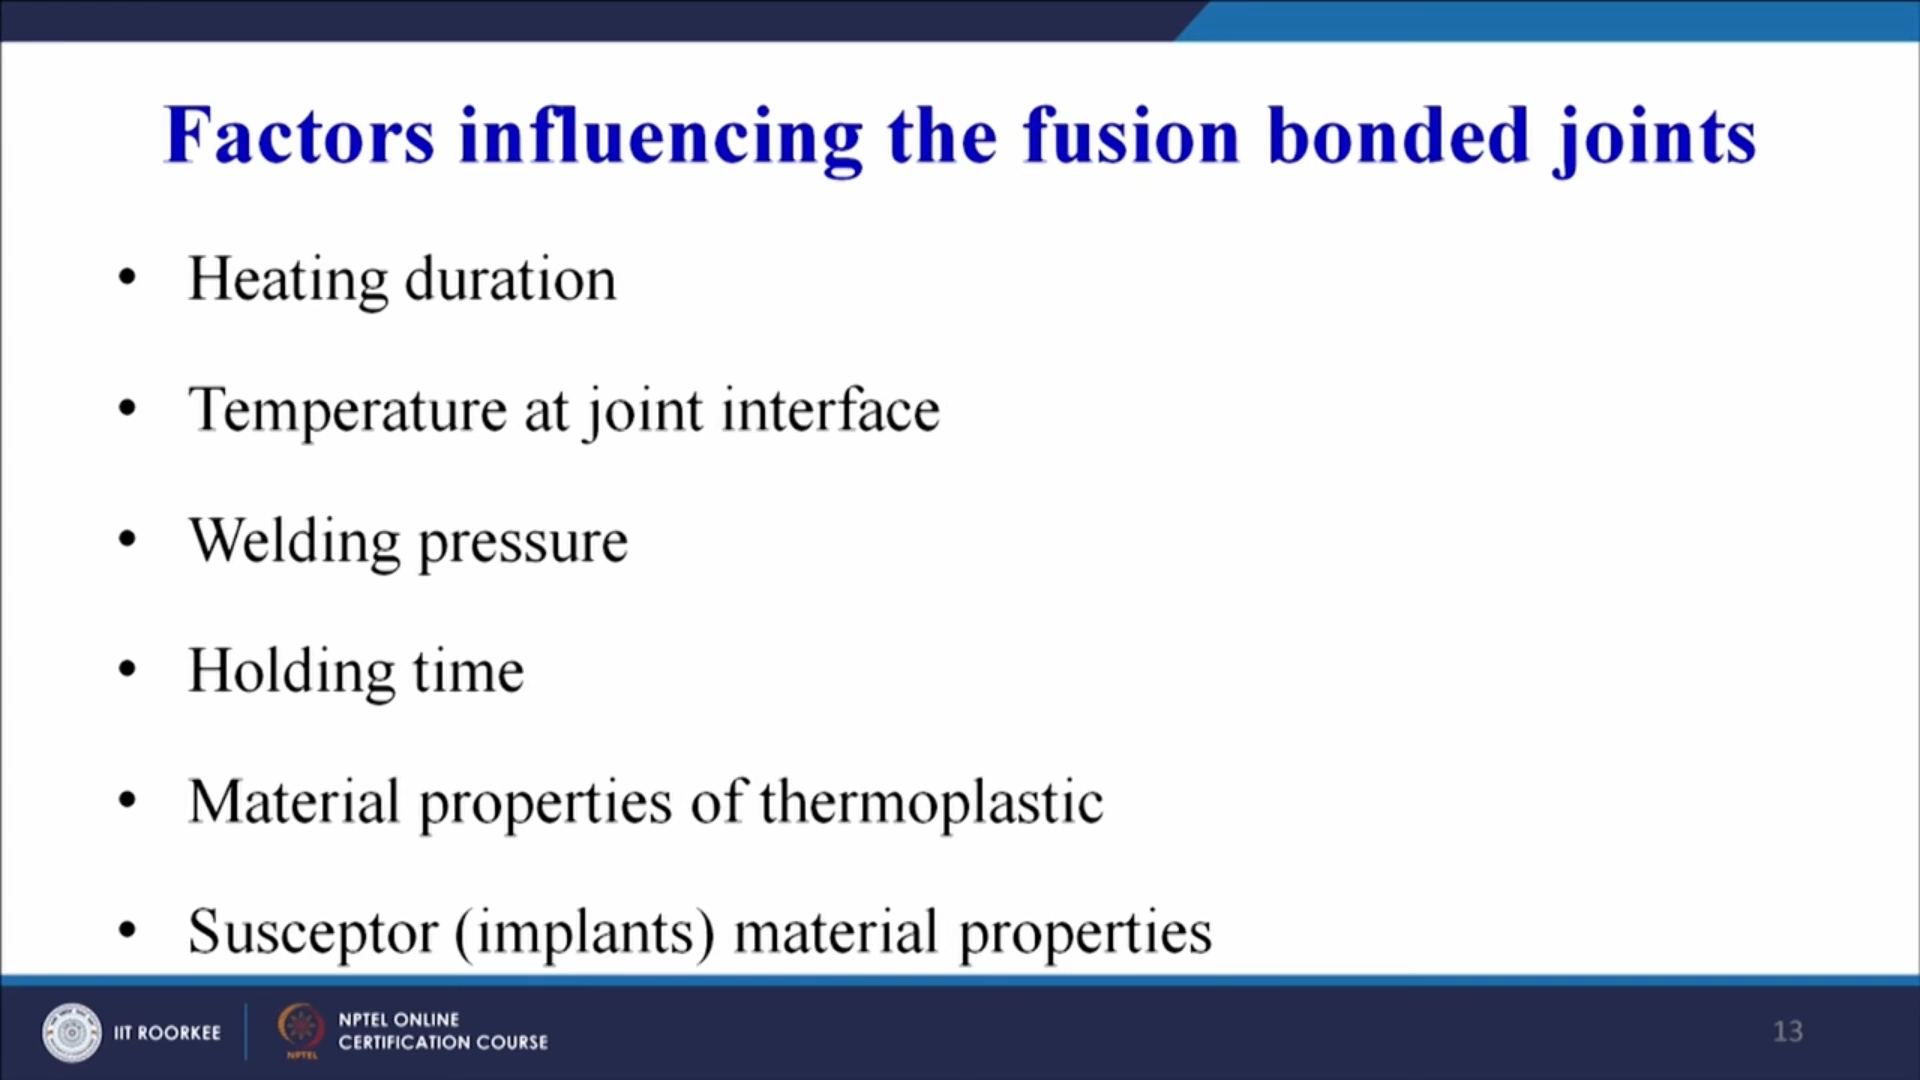 Factors influencing the fusion bonded joints
• Heating duration
• Temperature at joint interface
• Welding pressure
• Holding time
• Material properties of thermoplastic
• Susceptor (implants) material properties
IIT ROORKEE
NPTEL
NPTEL ONLINE
CERTIFICATION COURSE
13